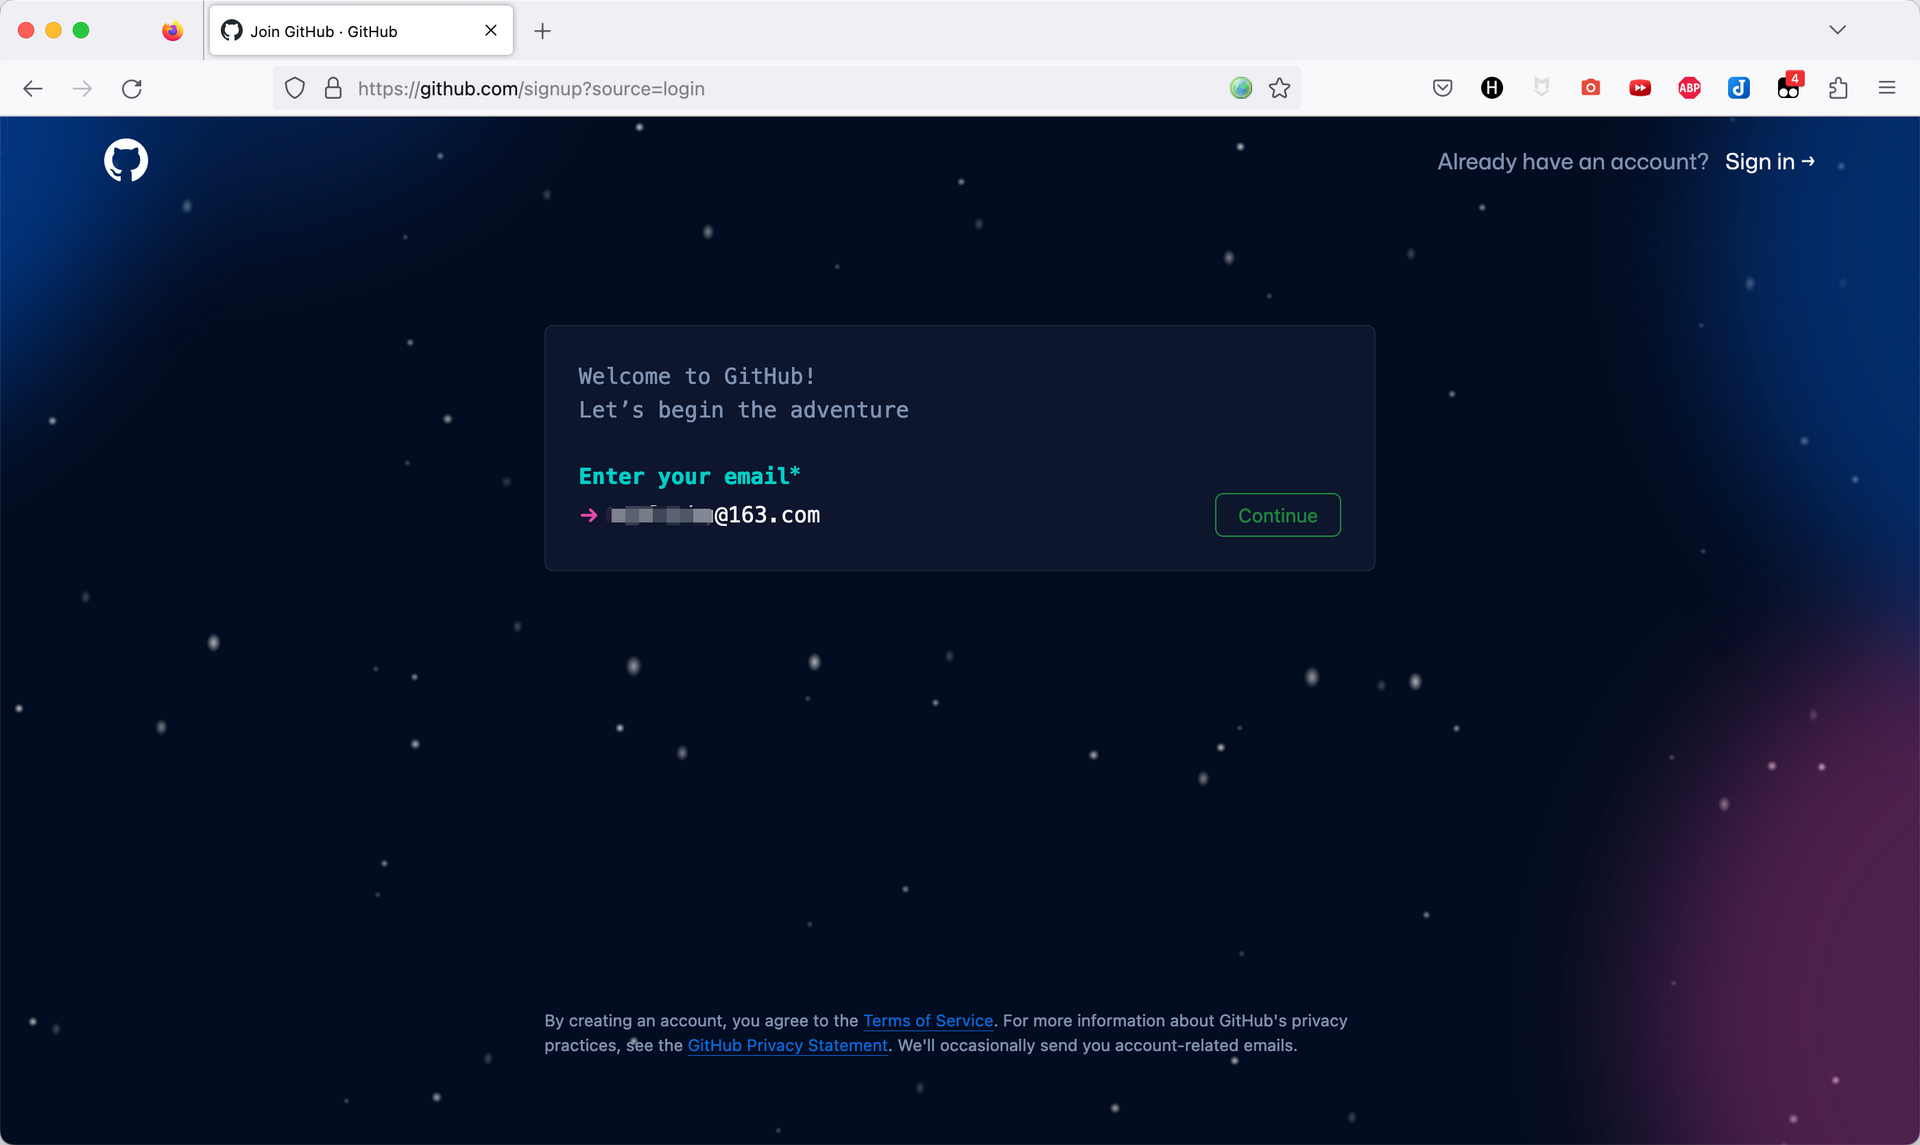 Join GitHub · GitHub
https://github.com/signup?source=login
H
ABP
4
Already have an account? Sign in →
Welcome to GitHub!
Let’s begin the adventure
Enter your email*
→ @163.com
Continue
By creating an account, you agree to the Terms of Service. For more information about GitHub's privacy
practices, see the GitHub Privacy Statement. We'll occasionally send you account-related emails.